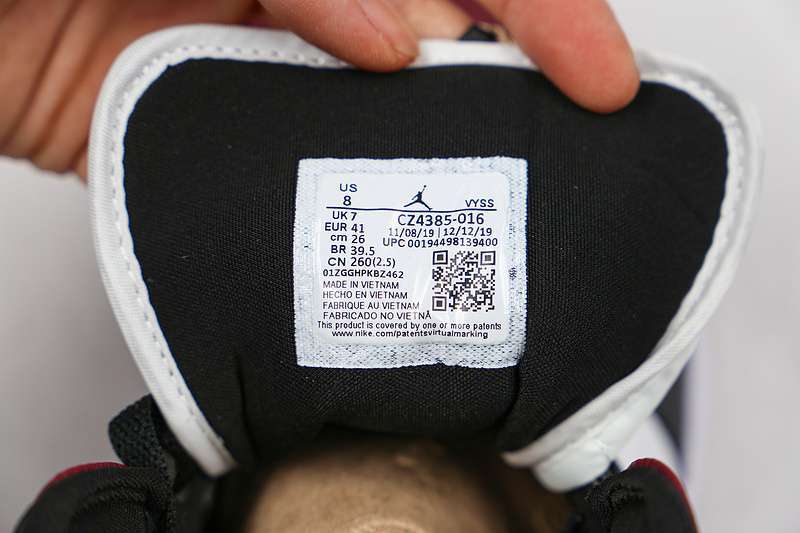 US
8
VYSS
UK 7
CZ4385-016
EUR 41
11/08/19 | 12/12/19
cm 26
UPC 00194498139400
BR 39.5
CN 260(2.5)
01ZGGHPKBZ462
MADE IN VIETNAM
HECHO EN VIETNAM
FABRIQUE AU VIETNAM
FABRICADO NO VIETNÃ
This product is covered by one or more patents
www.nike.com/patentsvirtualmarking